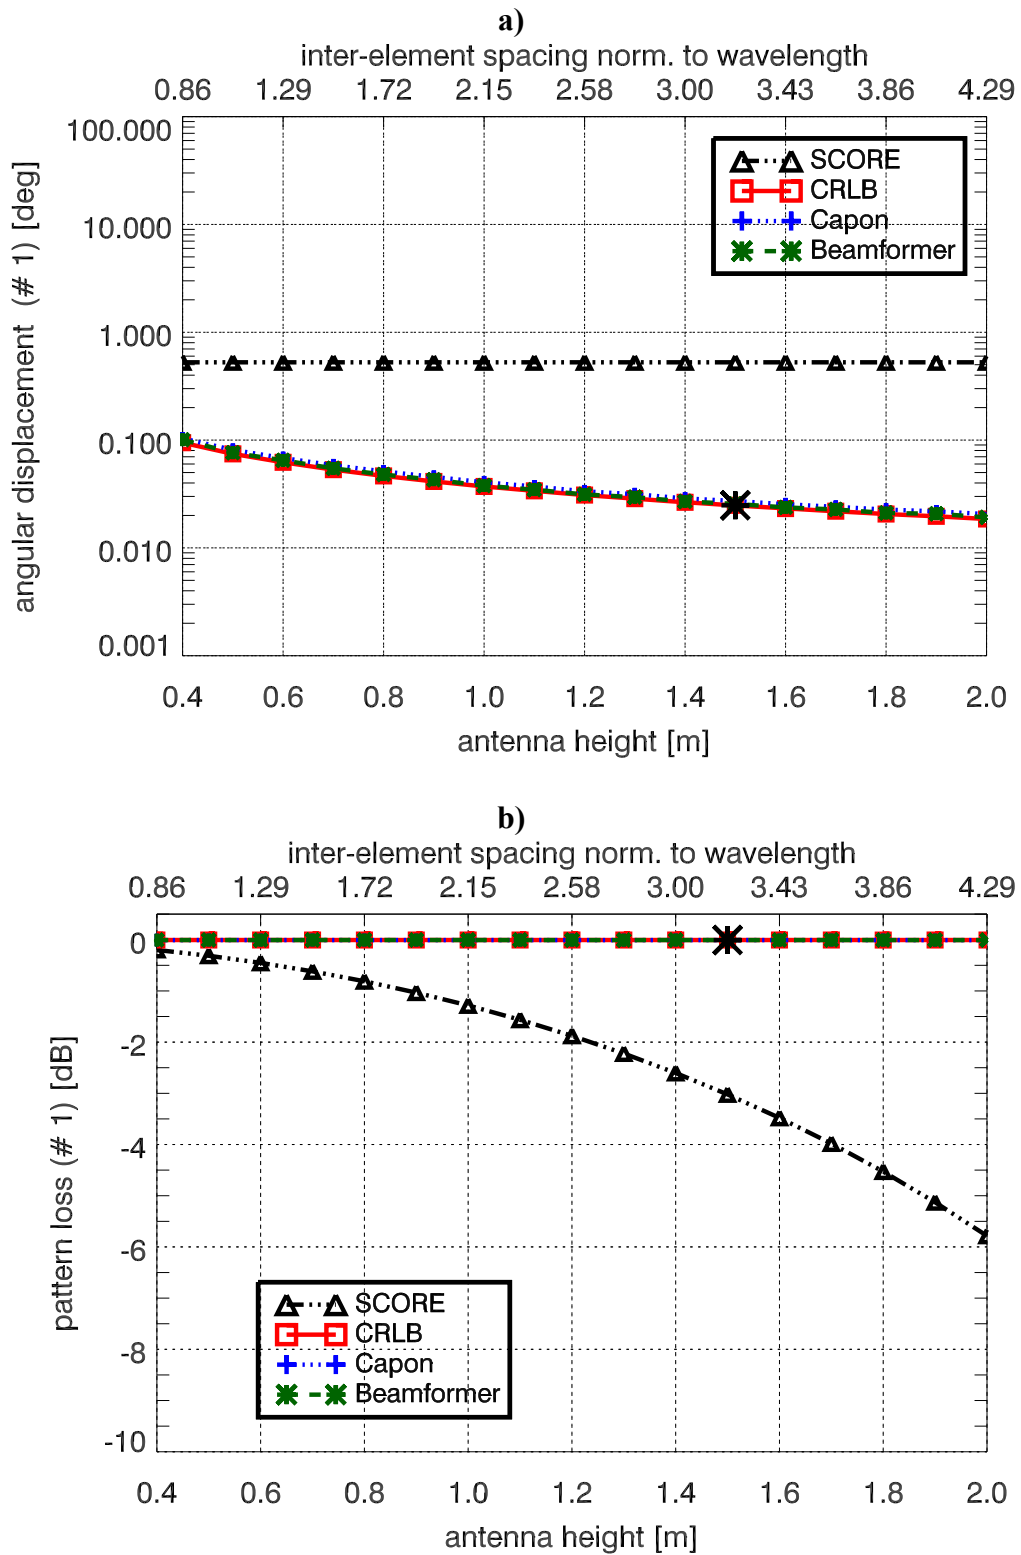 a)
inter-element spacing norm. to wavelength
0.86 1.29 1.72 2.15 2.58 3.00 3.43 3.86 4.29
angular displacement (# 1) [deg]
100.000
10.000
1.000
0.100
0.010
0.001
SCORE
CRLB
Capon
Beamformer
0.4 0.6 0.8 1.0 1.2 1.4 1.6 1.8 2.0
antenna height [m]
b)
inter-element spacing norm. to wavelength
0.86 1.29 1.72 2.15 2.58 3.00 3.43 3.86 4.29
pattern loss (# 1) [dB]
0
-2
-4
-6
-8
-10
SCORE
CRLB
Capon
Beamformer
0.4 0.6 0.8 1.0 1.2 1.4 1.6 1.8 2.0
antenna height [m]